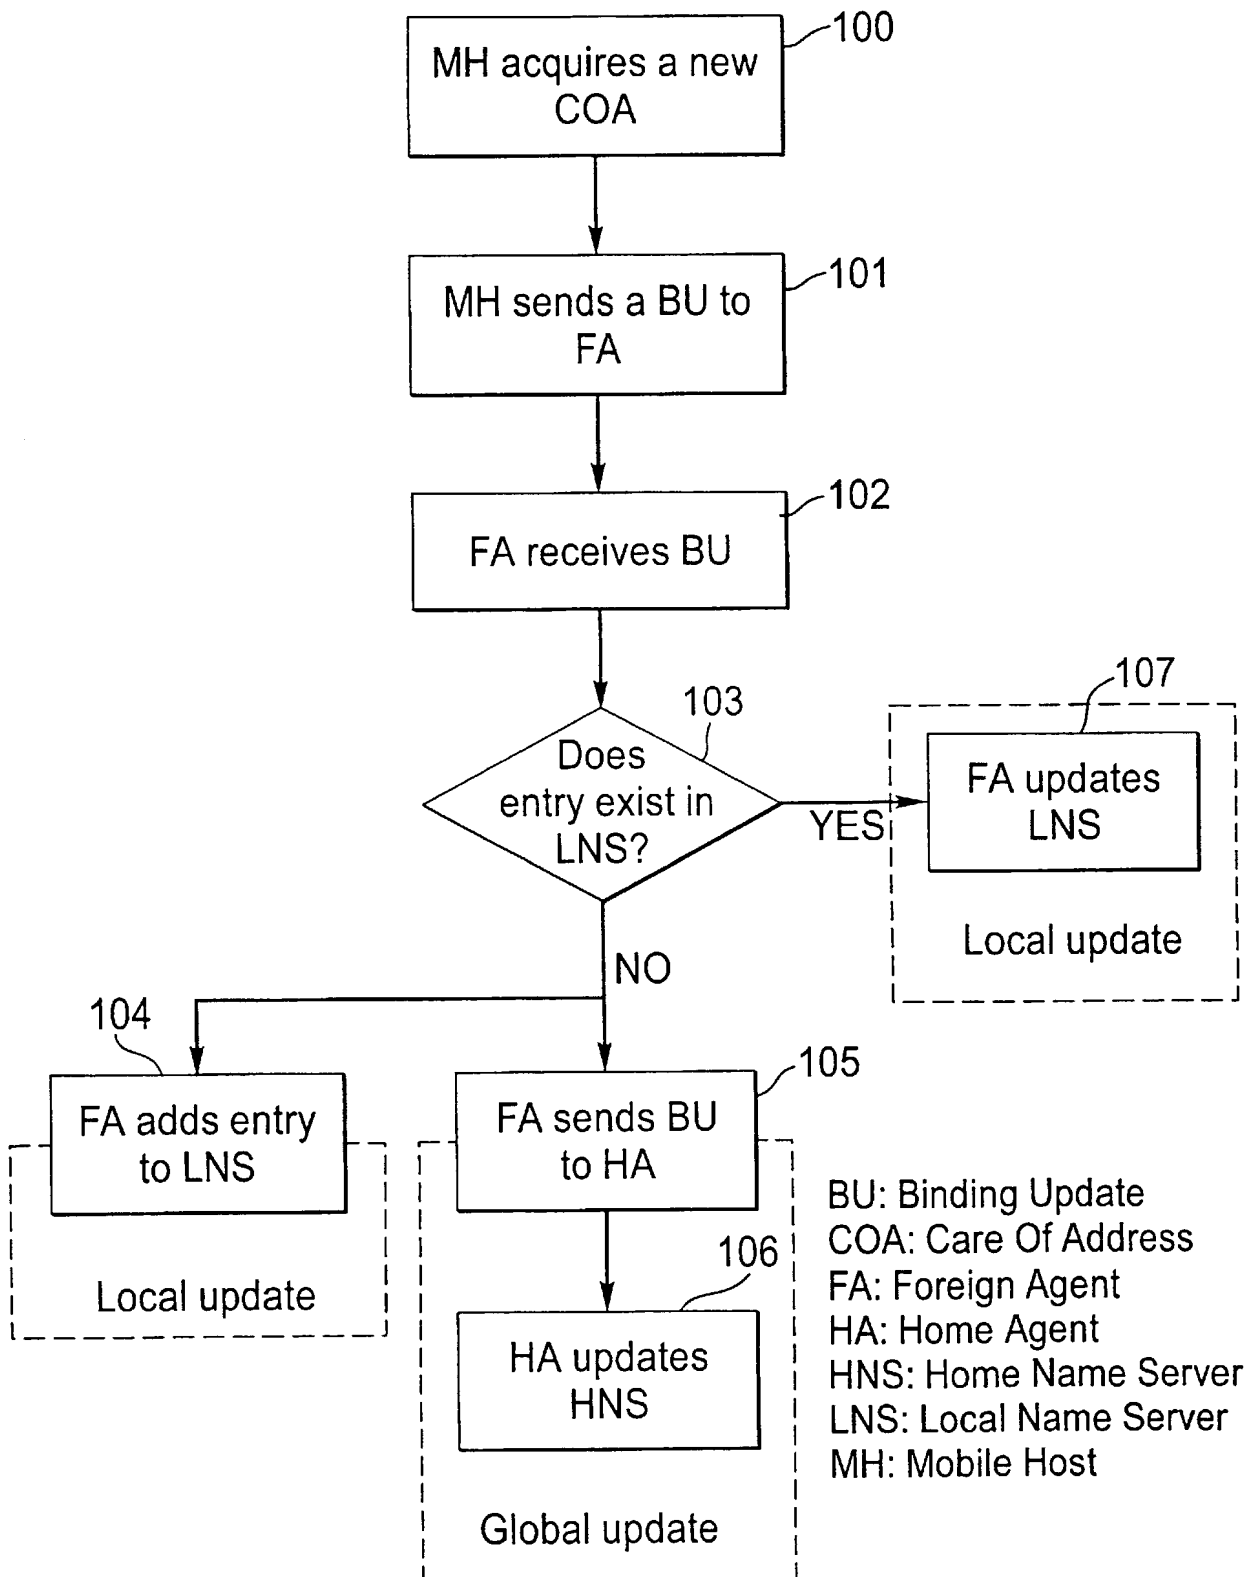 100
MH acquires a new
COA
101
MH sends a BU to
FA
102
FA receives BU
103
Does
entry exist in
LNS?
YES
107
FA updates
LNS
Local update
NO
104
FA adds entry
to LNS
Local update
105
FA sends BU
to HA
106
HA updates
HNS
Global update
BU: Binding Update
COA: Care Of Address
FA: Foreign Agent
HA: Home Agent
HNS: Home Name Server
LNS: Local Name Server
MH: Mobile Host